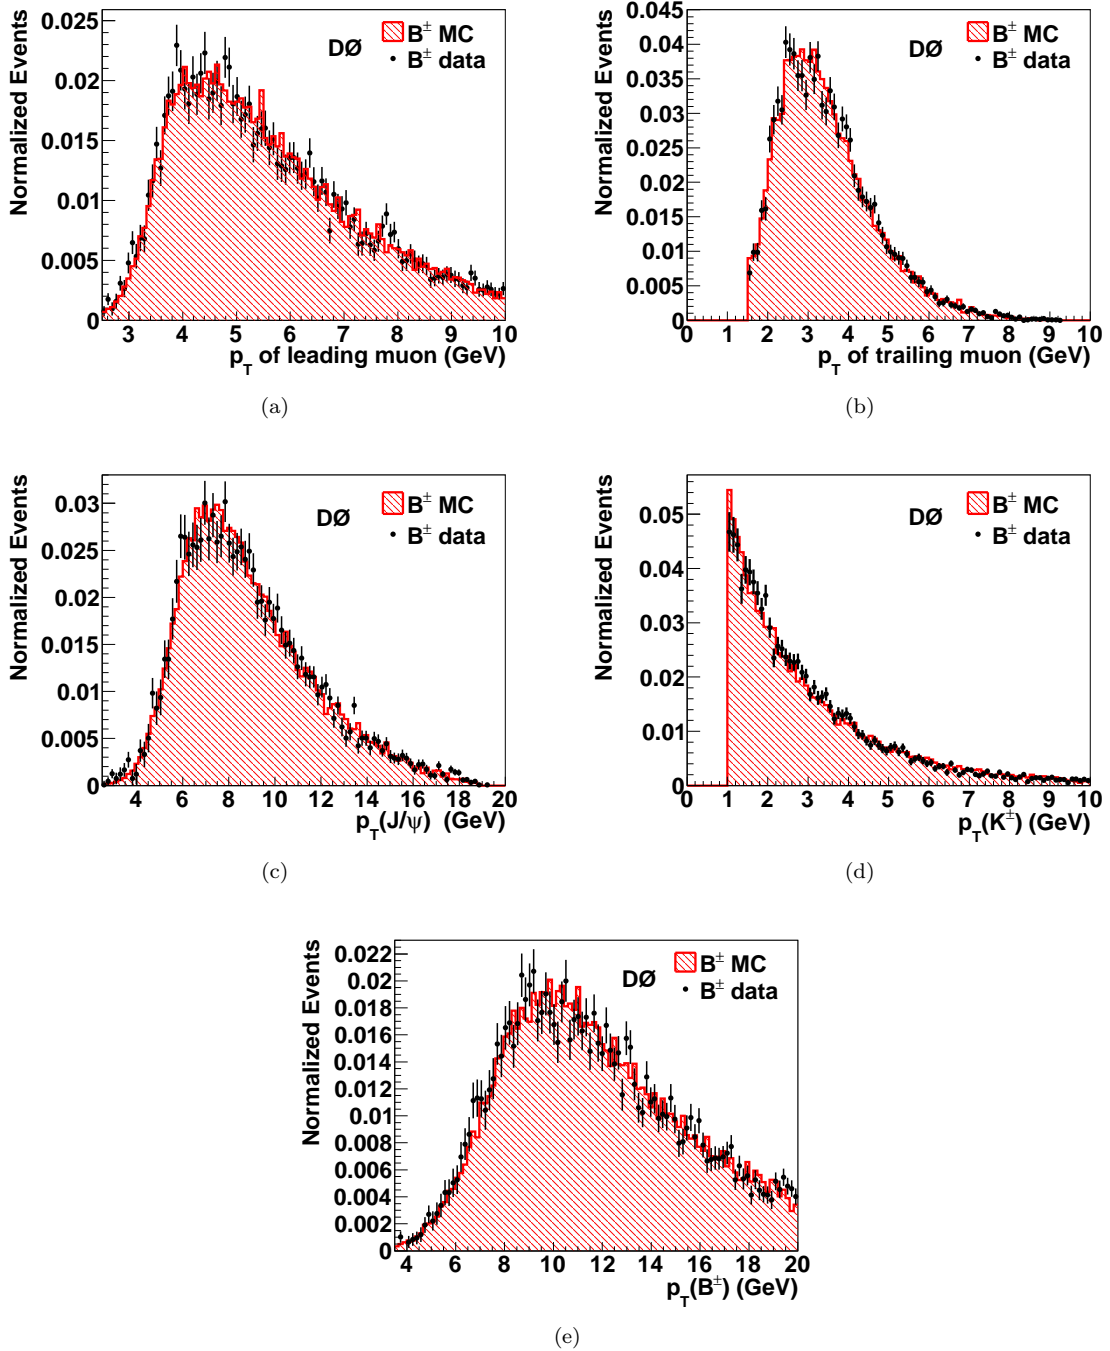 Normalized Events
0.025
0.02
0.015
0.01
0.005
0
DØ
B± MC
B± data
3 4 5 6 7 8 9 10
p_T of leading muon (GeV)
(a)
Normalized Events
0.045
0.04
0.035
0.03
0.025
0.02
0.015
0.01
0.005
0
DØ
B± MC
B± data
0 1 2 3 4 5 6 7 8 9 10
p_T of trailing muon (GeV)
(b)
Normalized Events
0.03
0.025
0.02
0.015
0.01
0.005
0
DØ
B± MC
B± data
4 6 8 10 12 14 16 18 20
p_T(J/ψ) (GeV)
(c)
Normalized Events
0.05
0.04
0.03
0.02
0.01
0
DØ
B± MC
B± data
0 1 2 3 4 5 6 7 8 9 10
p_T(K±) (GeV)
(d)
Normalized Events
0.022
0.02
0.018
0.016
0.014
0.012
0.01
0.008
0.006
0.004
0.002
0
DØ
B± MC
B± data
4 6 8 10 12 14 16 18 20
p_T(B±) (GeV)
(e)